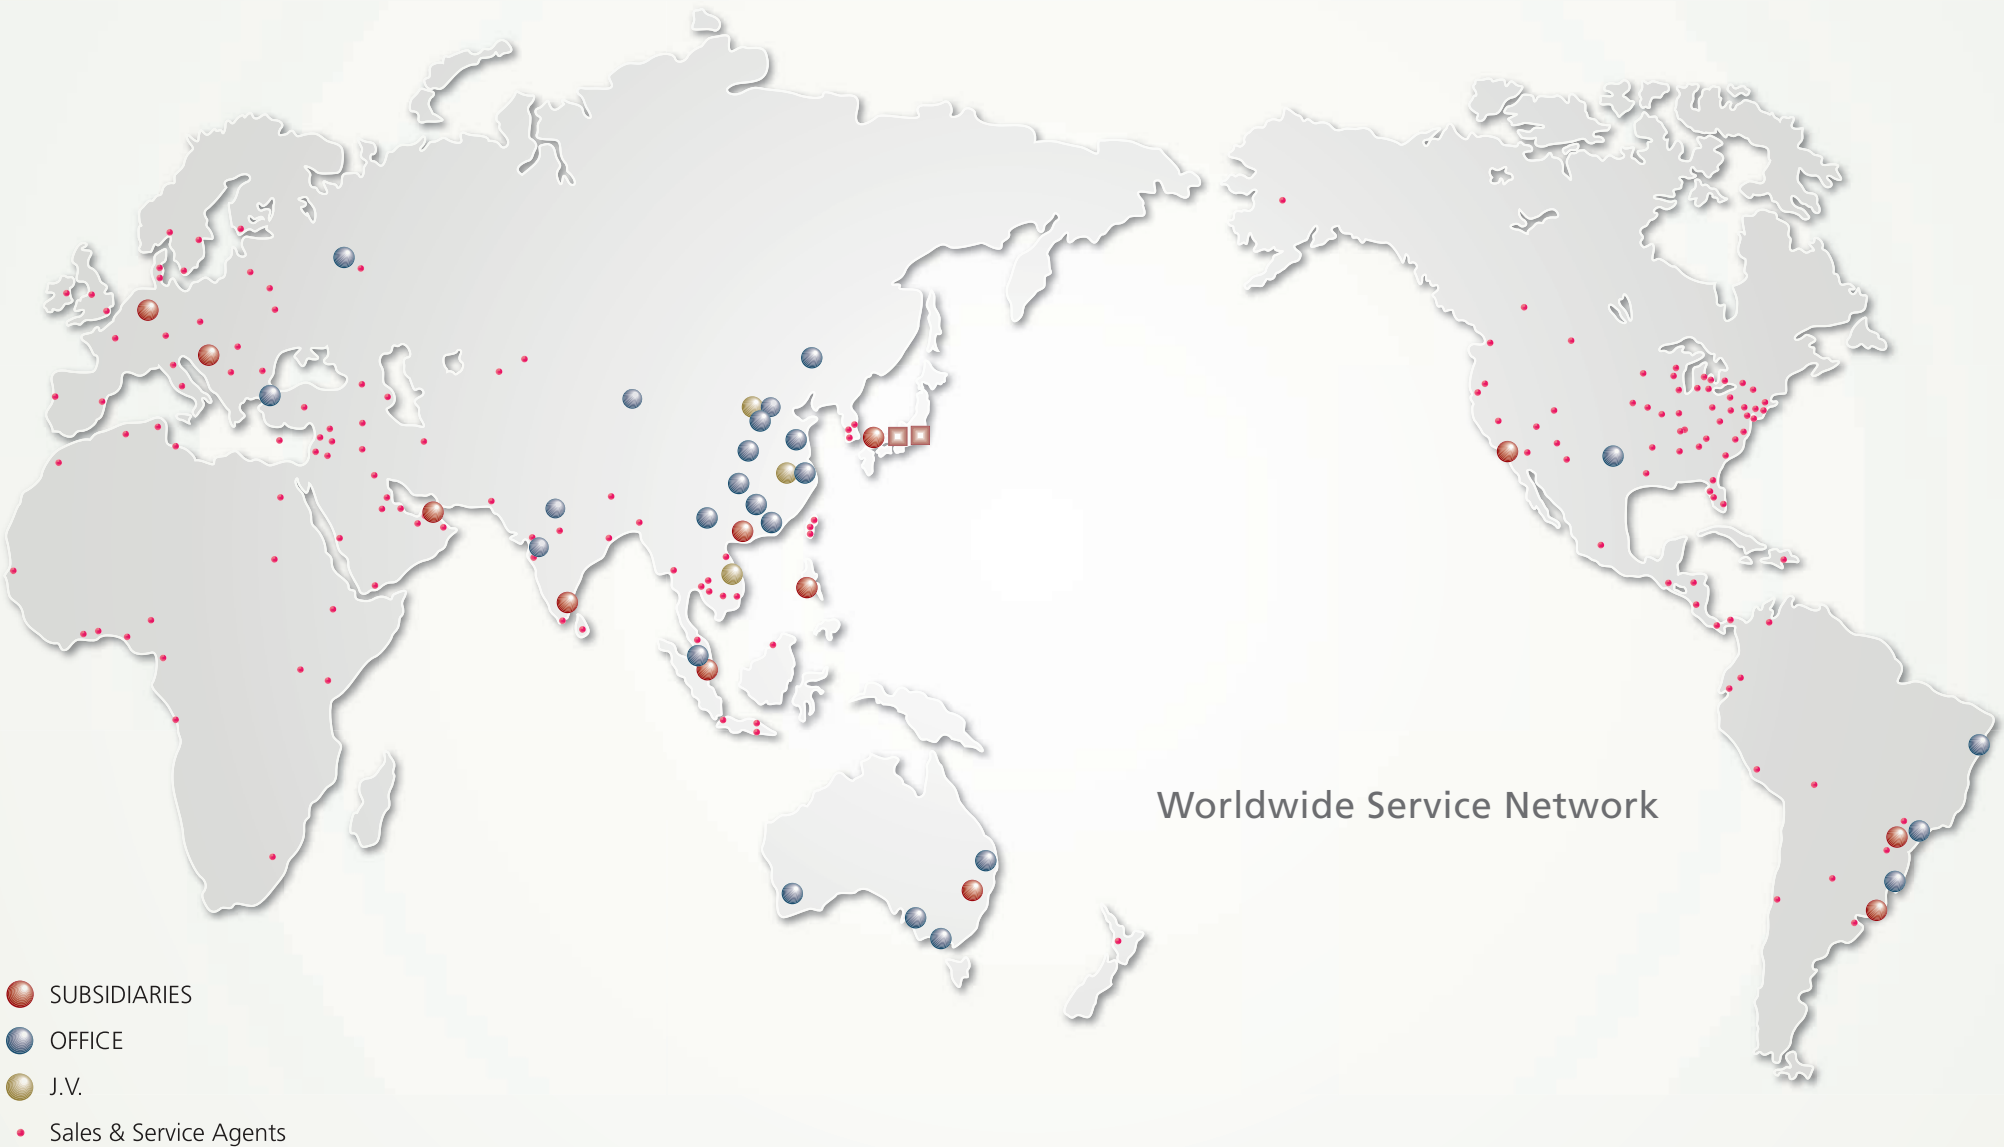 Worldwide Service Network
SUBSIDIARIES
OFFICE
J.V.
Sales & Service Agents